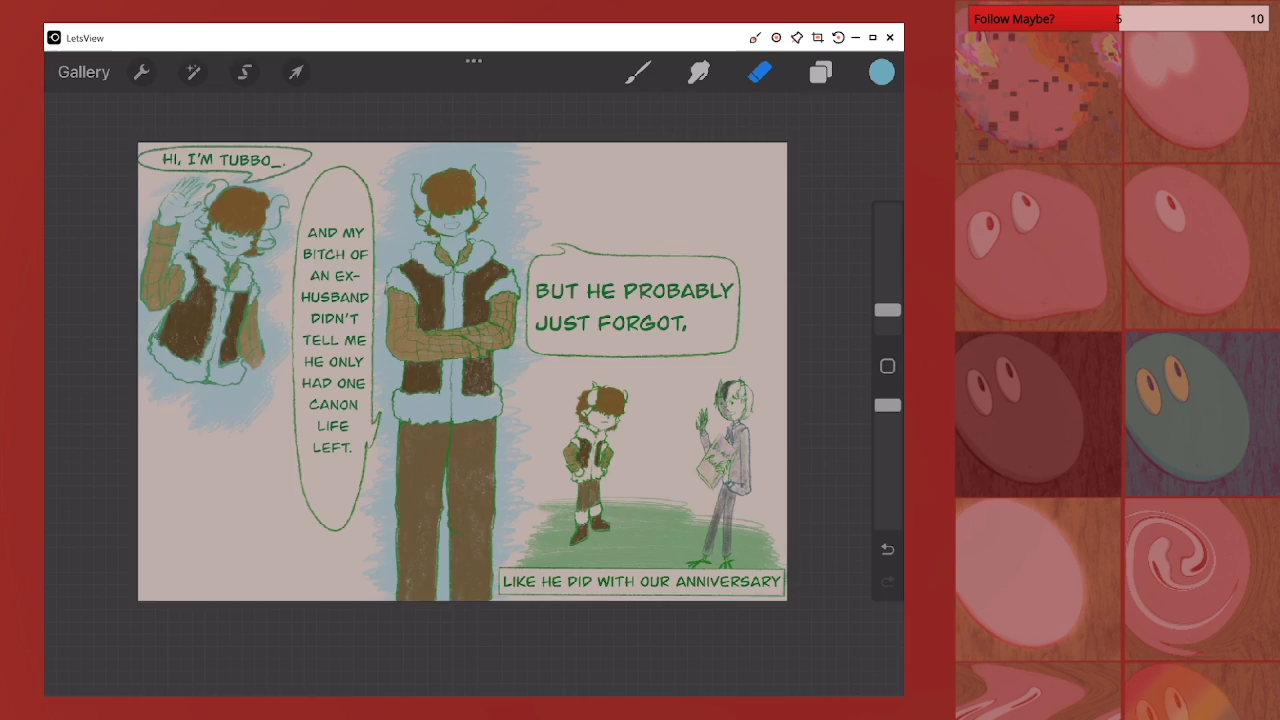 LetsView
Gallery
Follow Maybe?
5
10
HI, I'M TUBBO_.
AND MY
BITCH OF
AN EX-
HUSBAND
DIDN'T
TELL ME
HE ONLY
HAD ONE
CANON
LIFE
LEFT.
BUT HE PROBABLY
JUST FORGOT,
LIKE HE DID WITH OUR ANNIVERSARY